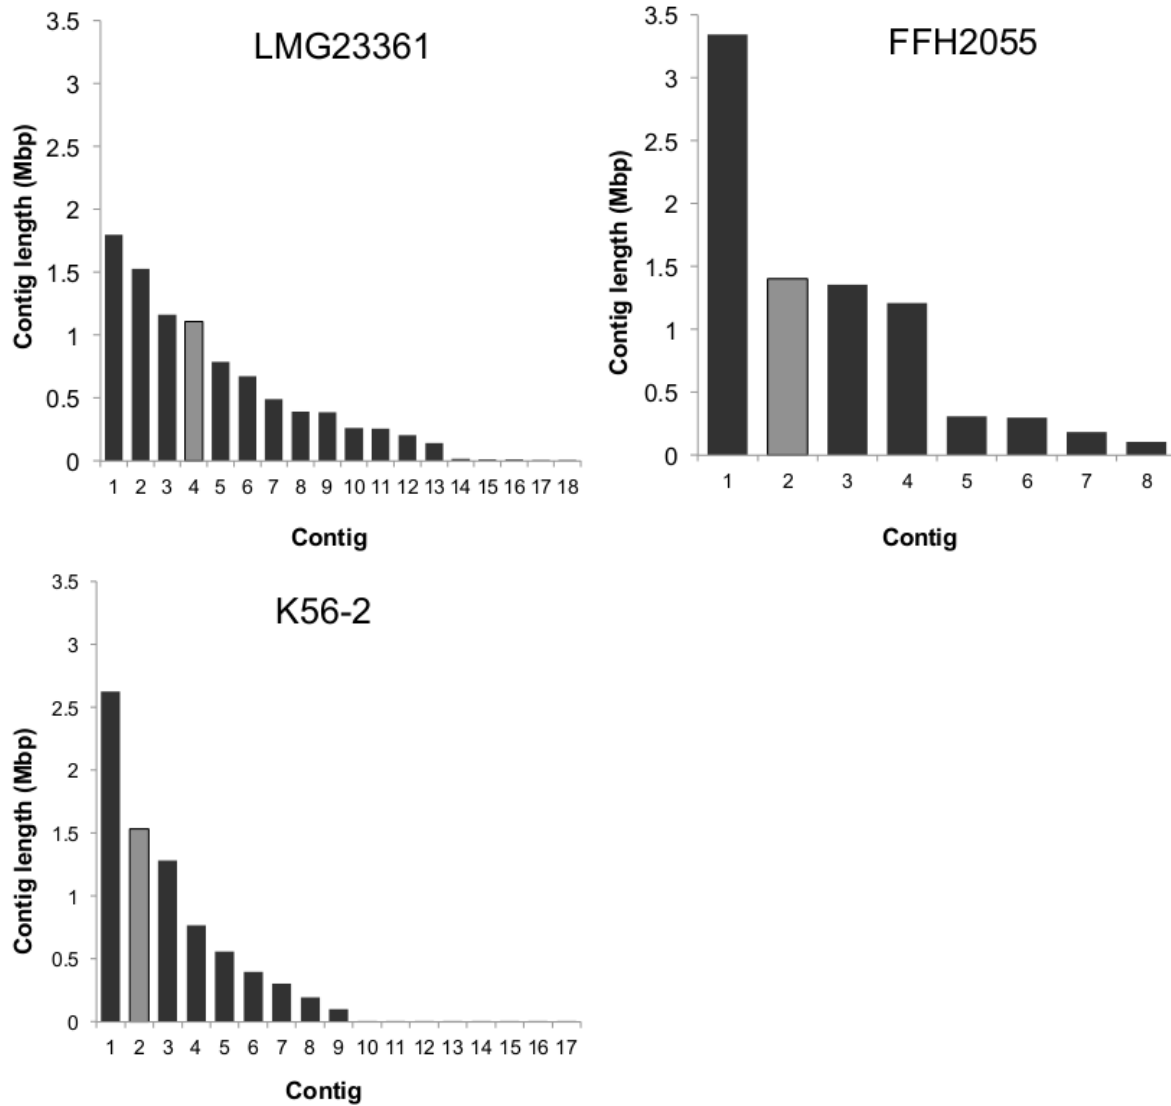 LMG23361
Contig length (Mbp)
3.5
3
2.5
2
1.5
1
0.5
0
1 2 3 4 5 6 7 8 9 10 11 12 13 14 15 16 17 18
Contig
FFH2055
Contig length (Mbp)
3.5
3
2.5
2
1.5
1
0.5
0
1 2 3 4 5 6 7 8
Contig
K56-2
Contig length (Mbp)
3.5
3
2.5
2
1.5
1
0.5
0
1 2 3 4 5 6 7 8 9 10 11 12 13 14 15 16 17
Contig